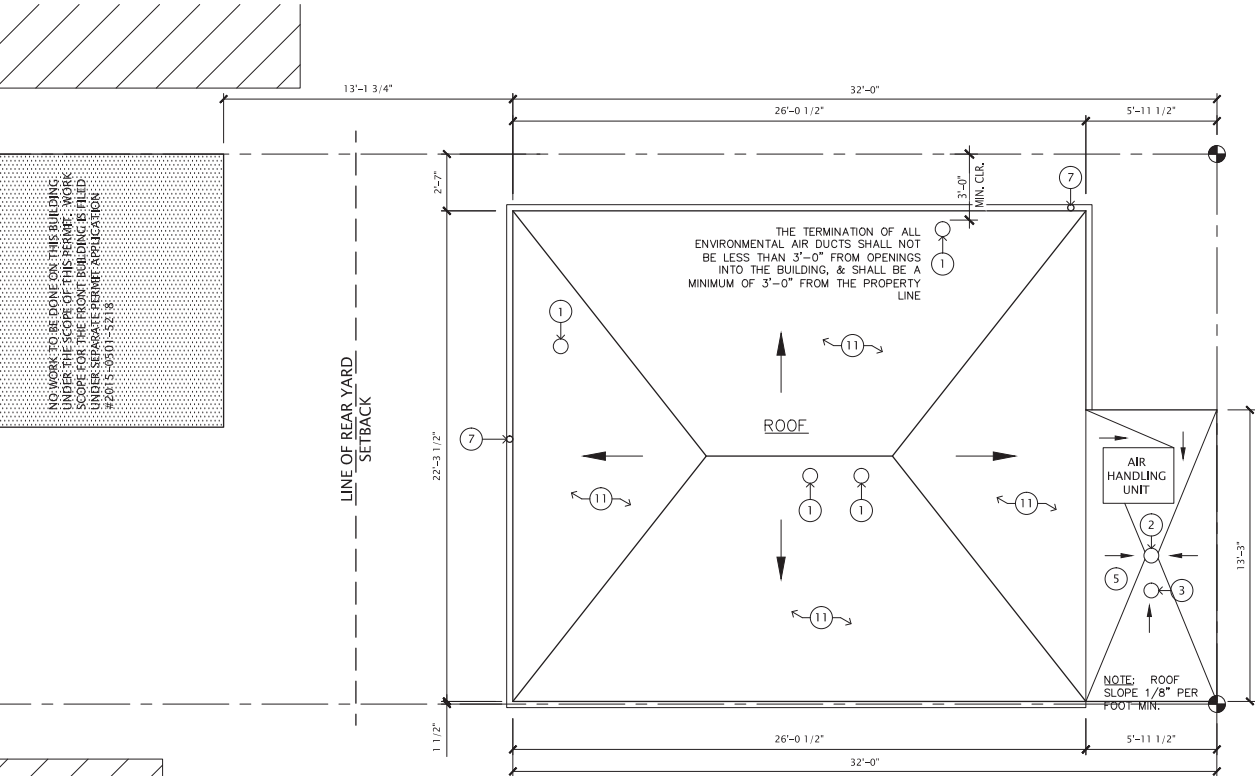 13'-1 3/4"
32'-0"
26'-0 1/2"
5'-11 1/2"
2'-7"
3'-0"
MIN. CLR.
7
NO WORK TO BE DONE ON THIS BUILDING
UNDER THE SCOPE OF THIS PERMIT. WORK
SCOPE FOR THE FRONT BUILDING IS FILED
UNDER SEPARATE PERMIT APPLICATION
#2015-0501-5218
THE TERMINATION OF ALL
ENVIRONMENTAL AIR DUCTS SHALL NOT
BE LESS THAN 3'-0" FROM OPENINGS
INTO THE BUILDING, & SHALL BE A
MINIMUM OF 3'-0" FROM THE PROPERTY
LINE
1
1
11
LINE OF REAR YARD
SETBACK
ROOF
7
22'-3 1/2"
11
1
1
11
AIR
HANDLING
UNIT
2
5
3
13'-3"
11
NOTE: ROOF
SLOPE 1/8" PER
FOOT MIN.
1 1/2"
26'-0 1/2"
5'-11 1/2"
32'-0"